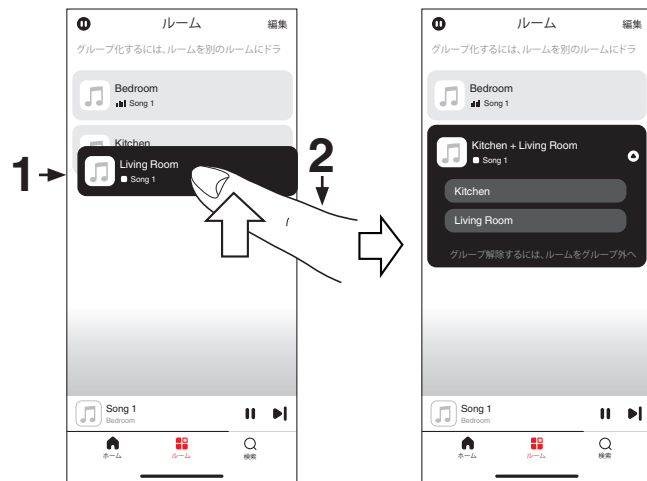 ルーム
編集
グループ化するには、ルームを別のルームにドラ
Bedroom
Song 1
Kitchen
Living Room
Song 1
1
2
Song 1
Bedroom
ホーム
ルーム
検索
ルーム
編集
グループ化するには、ルームを別のルームにドラ
Bedroom
Song 1
Kitchen + Living Room
Song 1
Kitchen
Living Room
グループ解除するには、ルームをグループ外へ
Song 1
Bedroom
ホーム
ルーム
検索